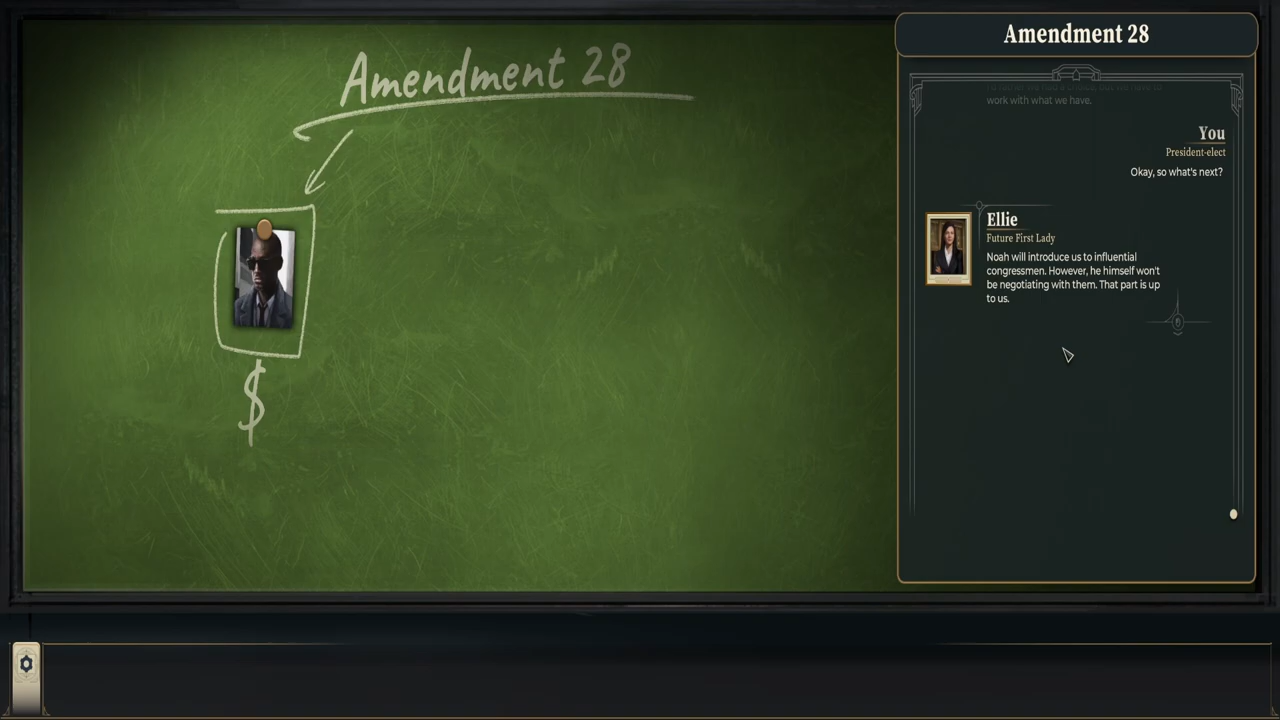 Amendment 28
$
Amendment 28
work with what we have.
You
President-elect
Okay, so what's next?
Ellie
Future First Lady
Noah will introduce us to influential
congressmen. However, he himself won't
be negotiating with them. That part is up
to us.